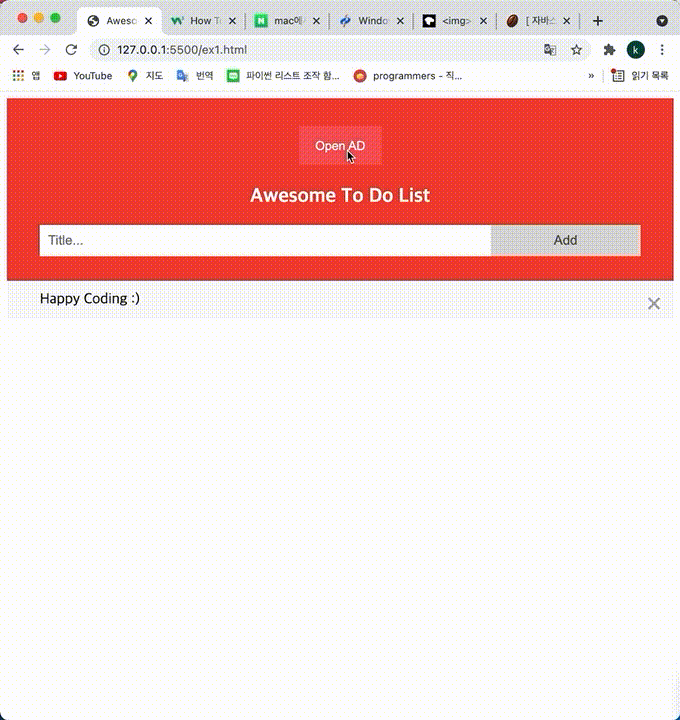 Aweso How T mac에 Windo <img> [ 자바스
127.0.0.1:5500/ex1.html k
앱 YouTube 지도 번역 파이썬 리스트 조작 함... programmers - 직... » 읽기 목록
Open AD
Awesome To Do List
Title... Add
Happy Coding :)